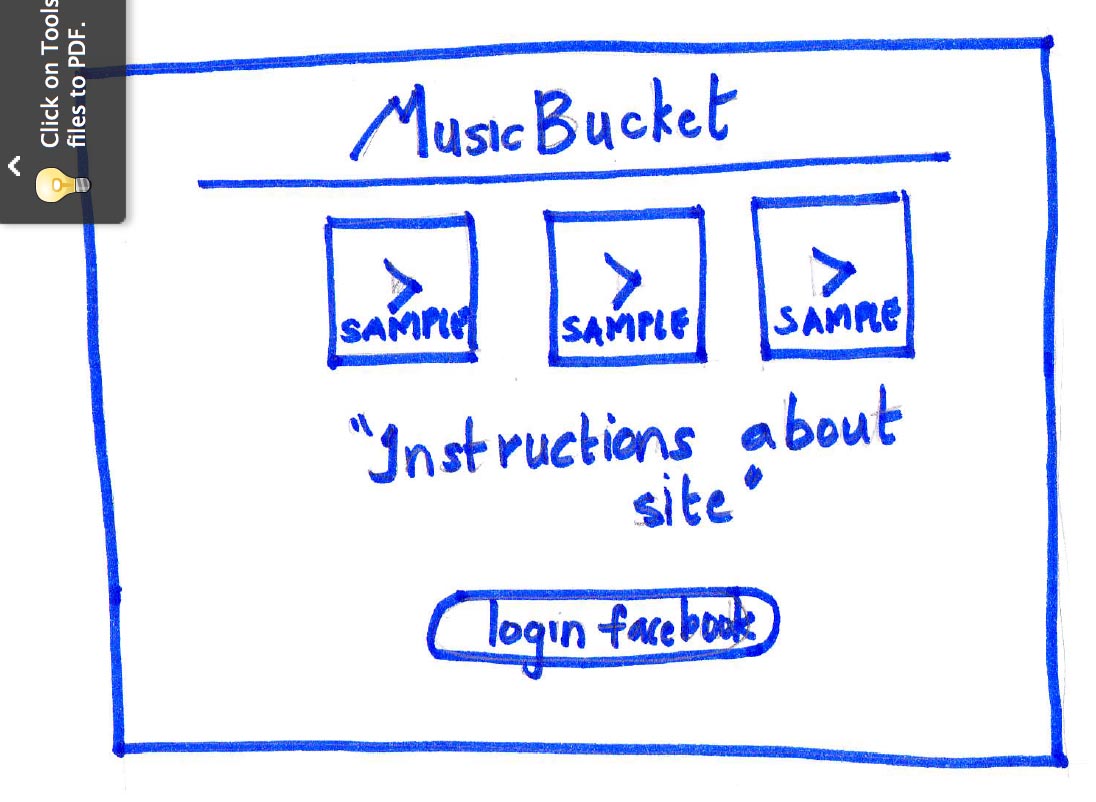 Click on Tools
files to PDF.
MusicBucket
> > >
SAMPLE SAMPLE SAMPLE
"Instructions about
site"
login facebook